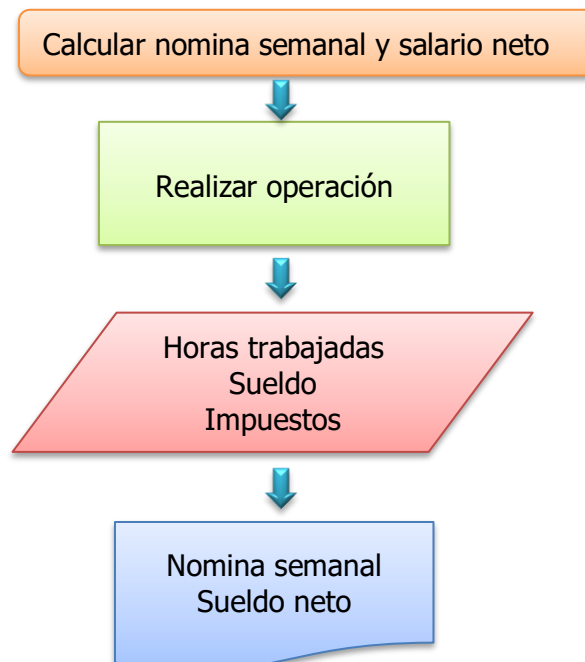 Calcular nomina semanal y salario neto
Realizar operación
Horas trabajadas
Sueldo
Impuestos
Nomina semanal
Sueldo neto